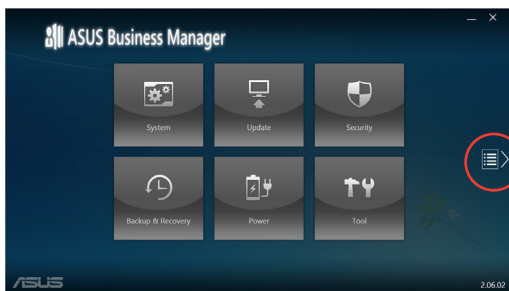 ASUS Business Manager
System
Update
Security
Backup & Recovery
Power
Tool
ASUS
2.06.02